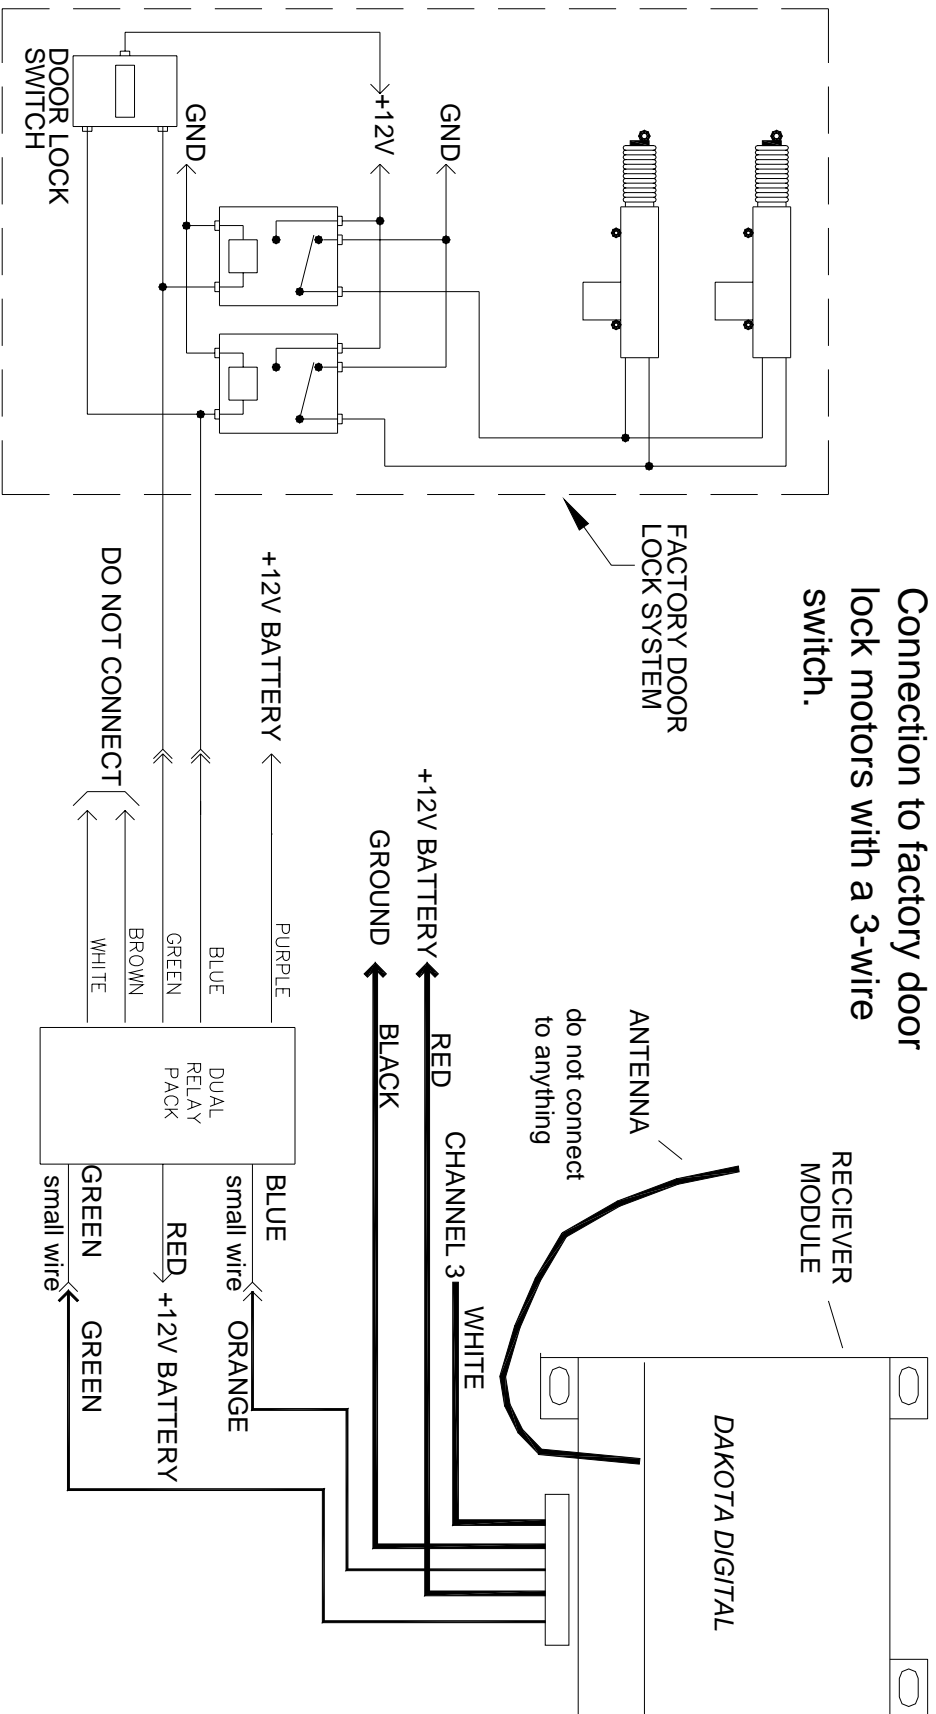 Connection to factory door
lock motors with a 3-wire
switch.
RECIEVER
MODULE
DAKOTA DIGITAL
FACTORY DOOR
LOCK SYSTEM
ANTENNA
do not connect
to anything
CHANNEL 3
WHITE
+12V BATTERY
RED
GROUND
BLACK
GND
+12V
GND
DOOR LOCK
SWITCH
+12V BATTERY
PURPLE
BLUE
GREEN
BROWN
WHITE
DO NOT CONNECT
DUAL
RELAY
PACK
BLUE
small wire
ORANGE
RED
+12V BATTERY
GREEN
small wire
GREEN